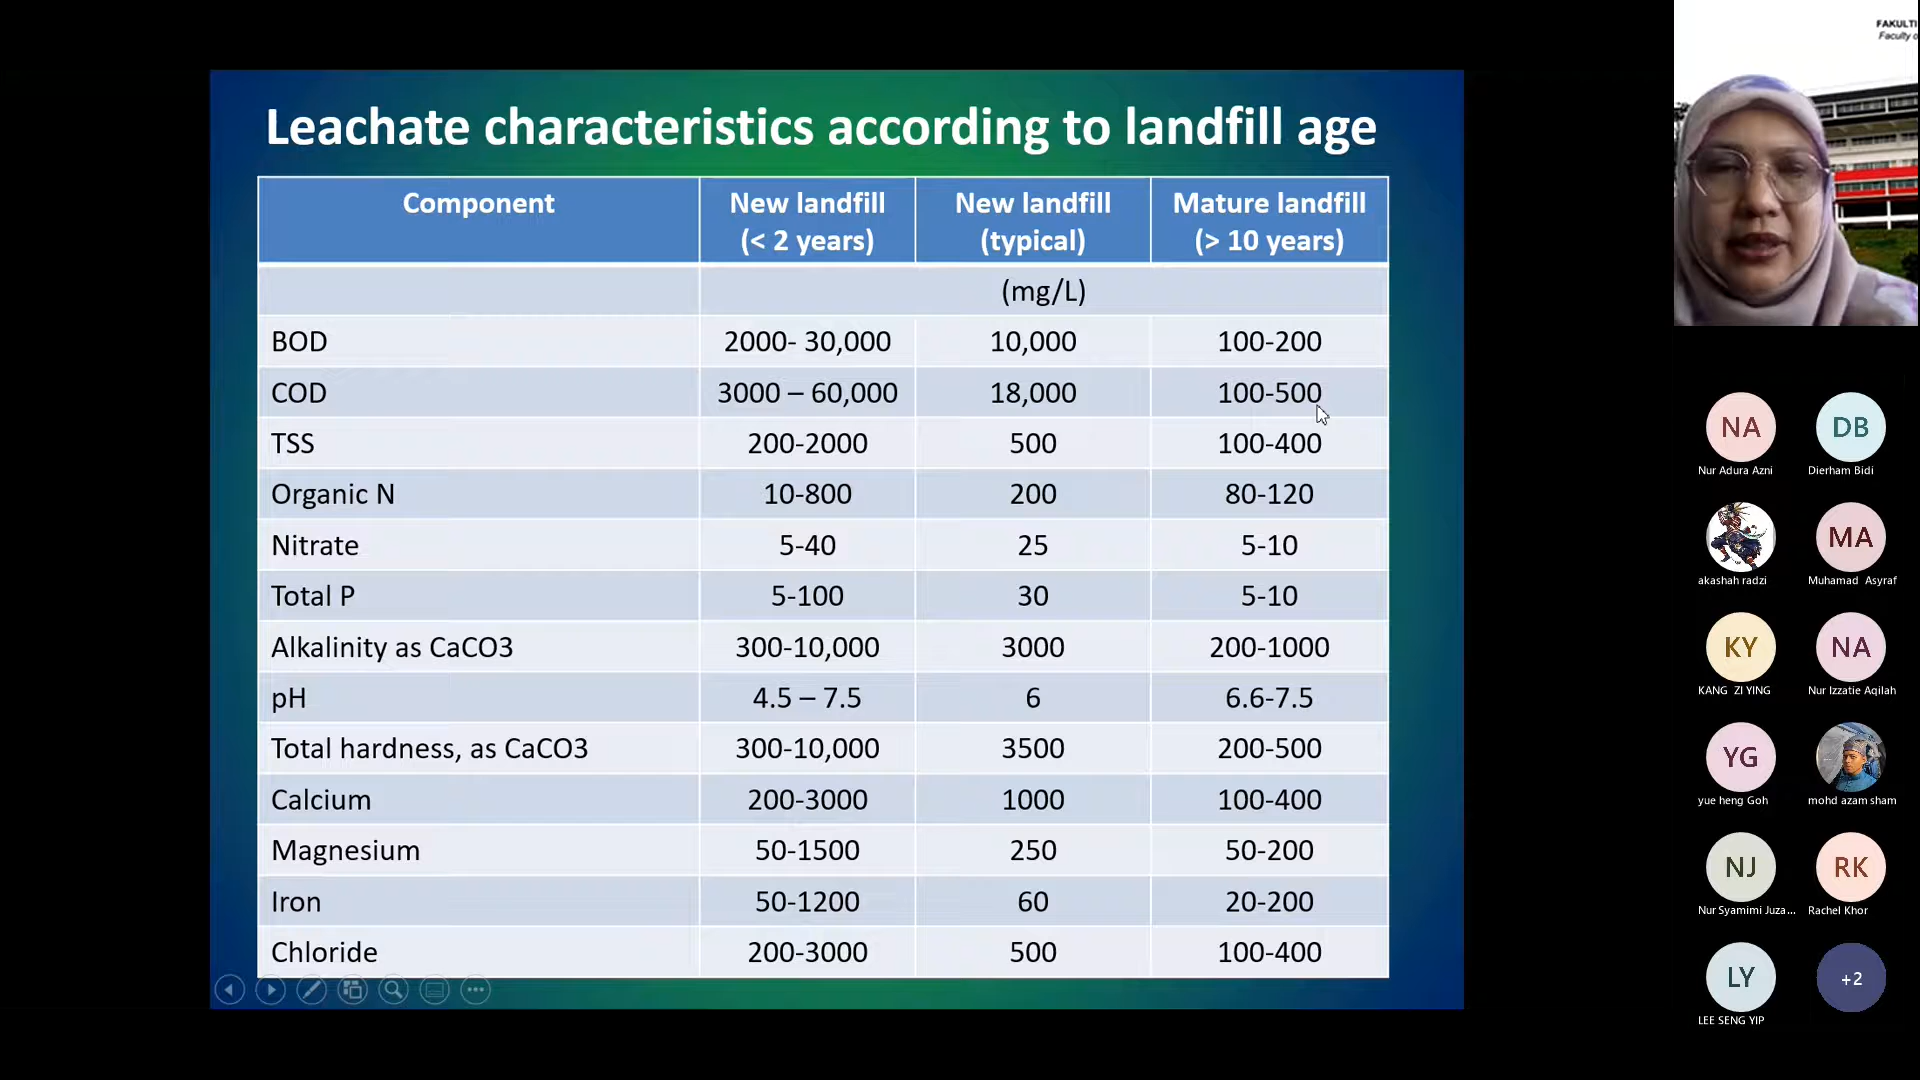 Leachate characteristics according to landfill age
Component New landfill (< 2 years) New landfill (typical) Mature landfill (> 10 years)
(mg/L)
BOD 2000- 30,000 10,000 100-200
COD 3000 – 60,000 18,000 100-500
TSS 200-2000 500 100-400
Organic N 10-800 200 80-120
Nitrate 5-40 25 5-10
Total P 5-100 30 5-10
Alkalinity as CaCO3 300-10,000 3000 200-1000
pH 4.5 – 7.5 6 6.6-7.5
Total hardness, as CaCO3 300-10,000 3500 200-500
Calcium 200-3000 1000 100-400
Magnesium 50-1500 250 50-200
Iron 50-1200 60 20-200
Chloride 200-3000 500 100-400
FAKULTI
Faculty o
NA DB
Nur Adura Azni Dierham Bidi
MA
akashah radzi Muhamad Asyraf
KY NA
KANG ZI YING Nur Izzatie Aqilah
YG
yue heng Goh mohd azam sham
NJ RK
Nur Syamimi Juza... Rachel Khor
LY +2
LEE SENG YIP